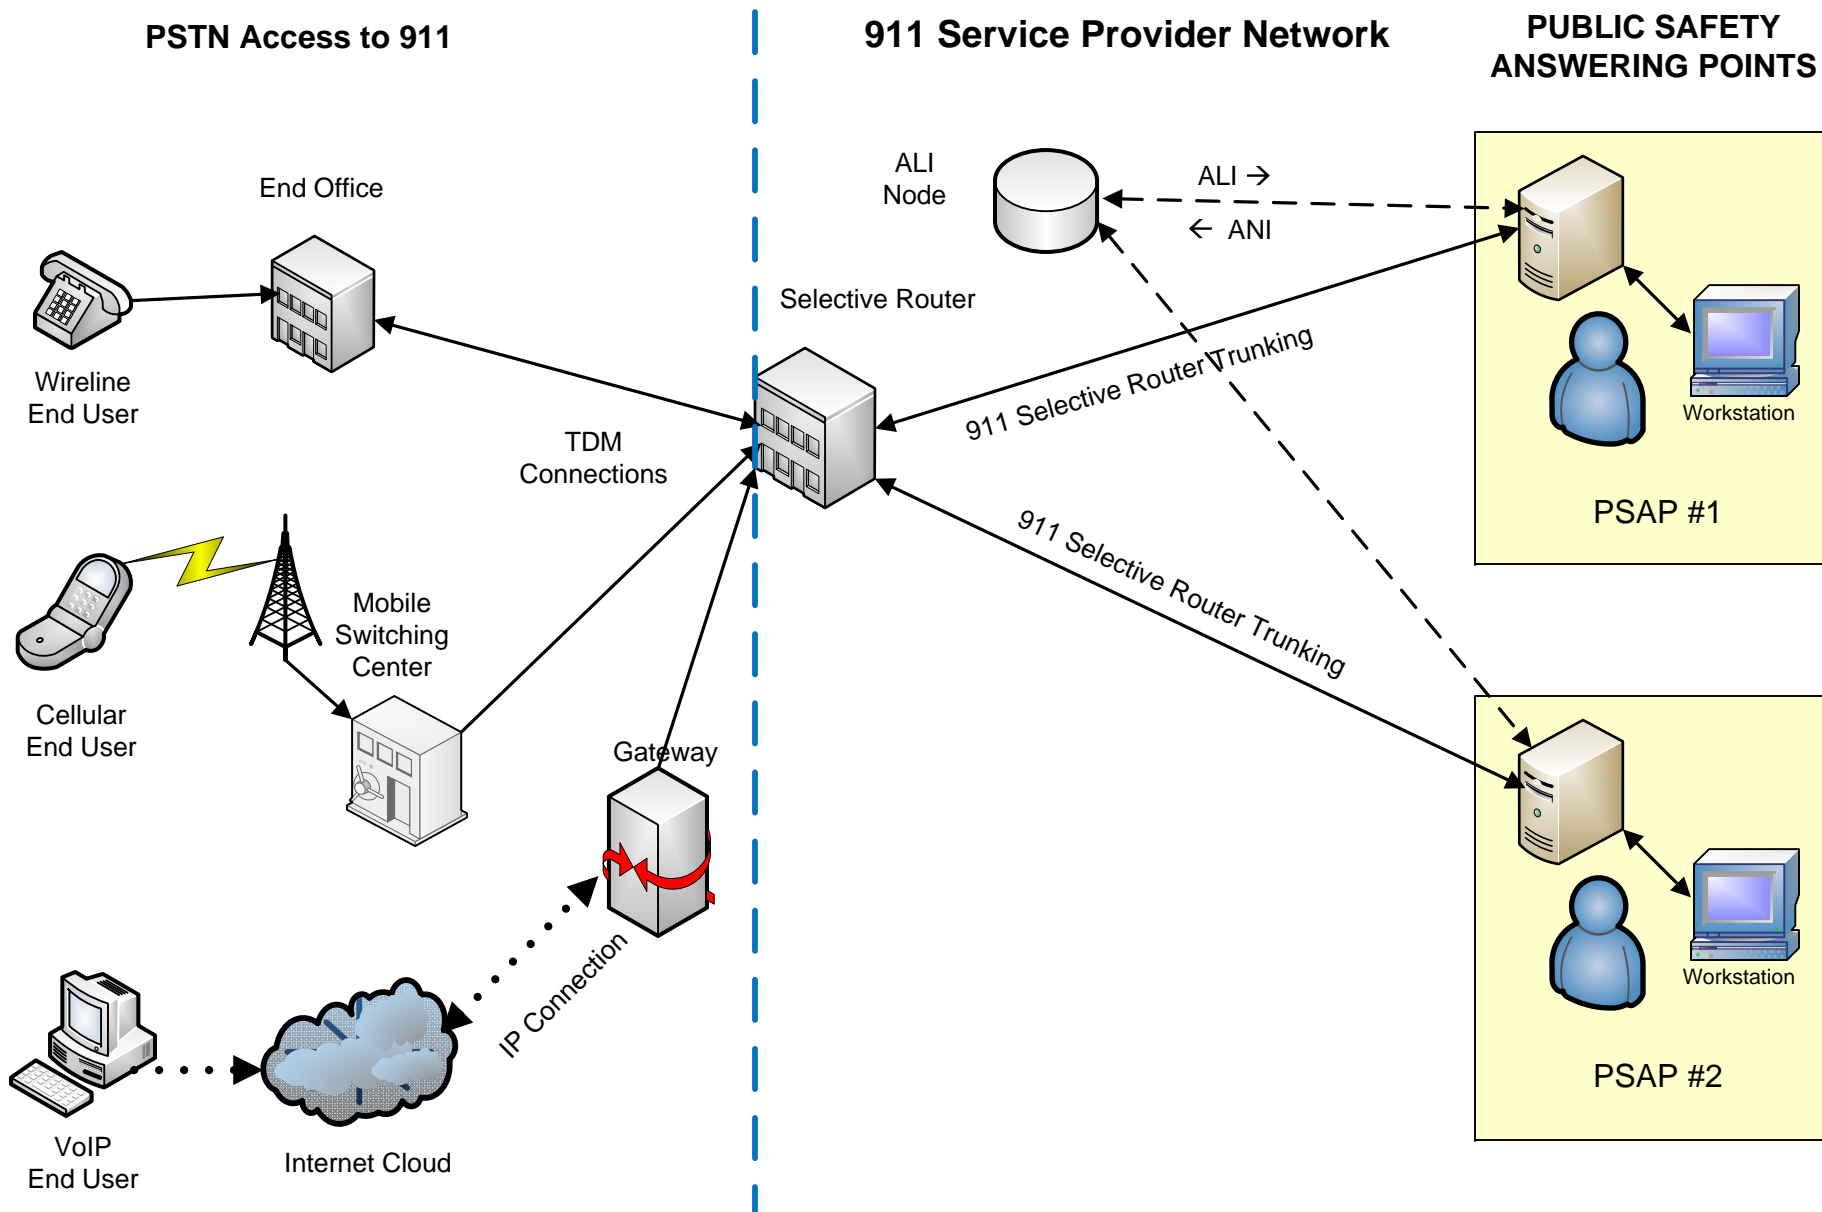 PSTN Access to 911
911 Service Provider Network
PUBLIC SAFETY
ANSWERING POINTS
End Office
ALI
Node
ALI →
← ANI
Selective Router
Wireline
End User
TDM
Connections
911 Selective Router Trunking
Workstation
PSAP #1
911 Selective Router Trunking
Mobile
Switching
Center
Cellular
End User
Gateway
IP Connection
Workstation
PSAP #2
VoIP
End User
Internet Cloud